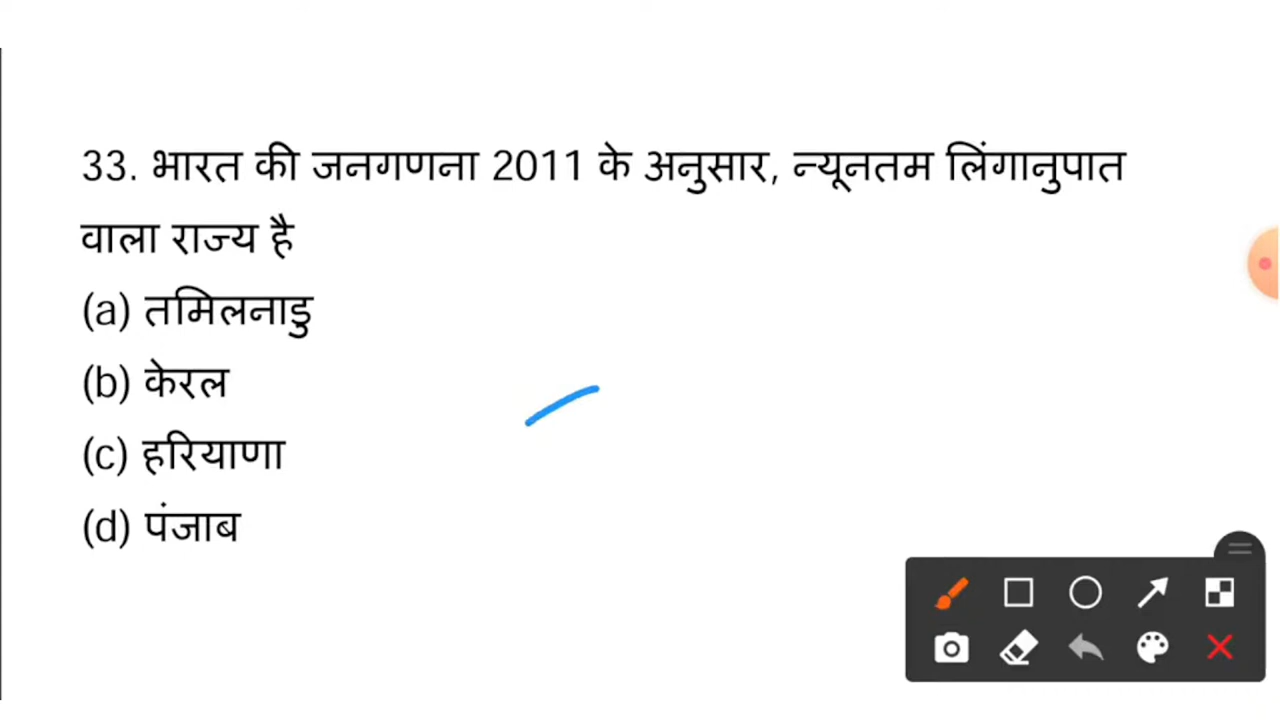 33. भारत की जनगणना 2011 के अनुसार, न्यूनतम लिंगानुपात
वाला राज्य है
(a) तमिलनाडु
(b) केरल
(c) हरियाणा
(d) पंजाब